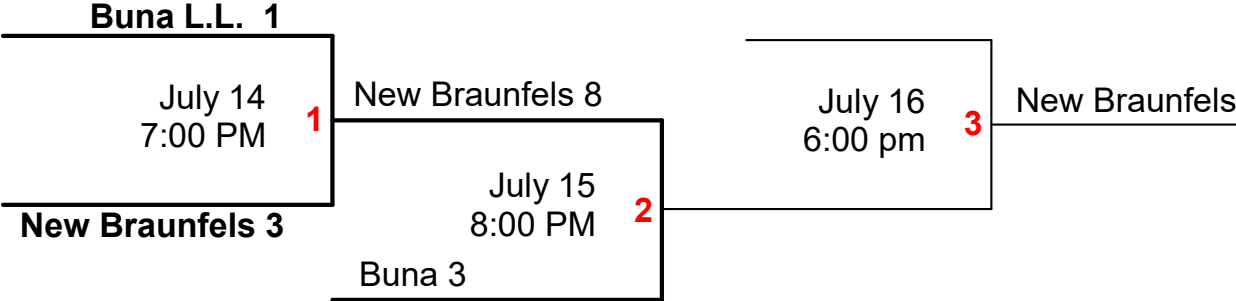 Buna L.L. 1
July 14
7:00 PM
1
New Braunfels 3
New Braunfels 8
July 15
8:00 PM
2
Buna 3
July 16
6:00 pm
3
New Braunfels